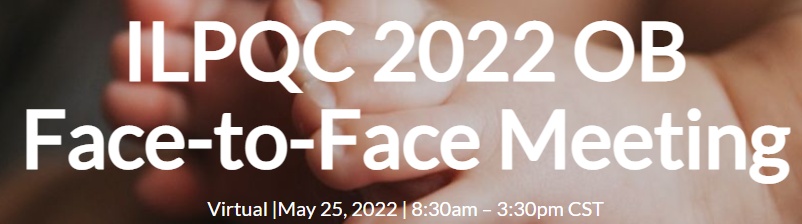 ILPQC 2022 OB
Face-to-Face Meeting
Virtual |May 25, 2022 | 8:30am – 3:30pm CST